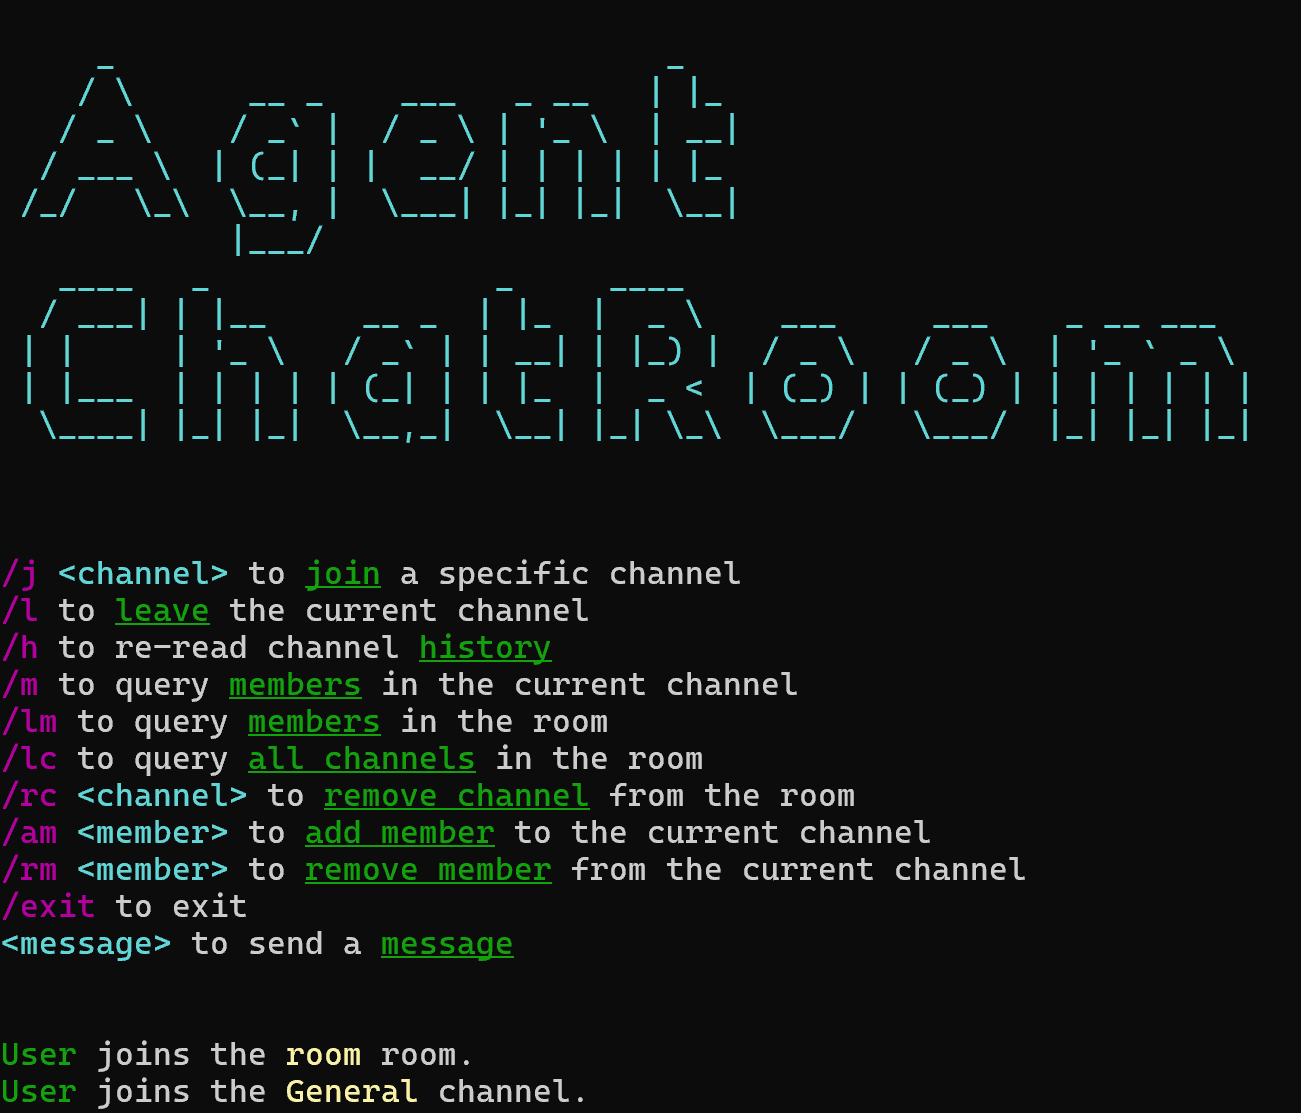 Agent
ChatRoom
/j <channel> to join a specific channel
/l to leave the current channel
/h to re-read channel history
/m to query members in the current channel
/lm to query members in the room
/lc to query all channels in the room
/rc <channel> to remove channel from the room
/am <member> to add member to the current channel
/rm <member> to remove member from the current channel
/exit to exit
<message> to send a message
User joins the room room.
User joins the General channel.